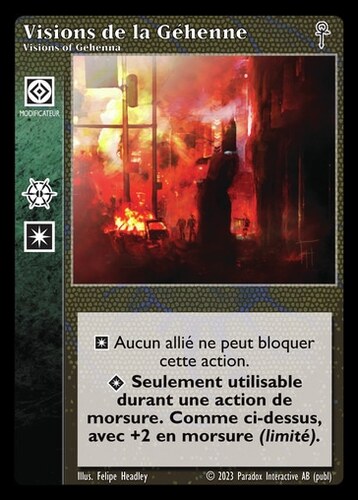 Visions de la Géhenne
Visions of Gehenna
MODIFICATEUR
Aucun allié ne peut bloquer
cette action.
Seulement utilisable
durant une action de
morsure. Comme ci-dessus,
avec +2 en morsure (limité).
Illus. Felipe Headley © 2023 Paradox Interactive AB (publ)